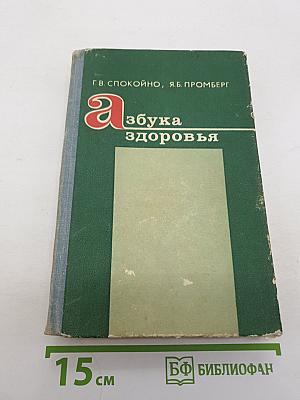 Г.В. СПОКОЙНО, Я.Б. ПРОМБЕРГ
Азбука
здоровья
15 см
БФ БИБЛИОФАН